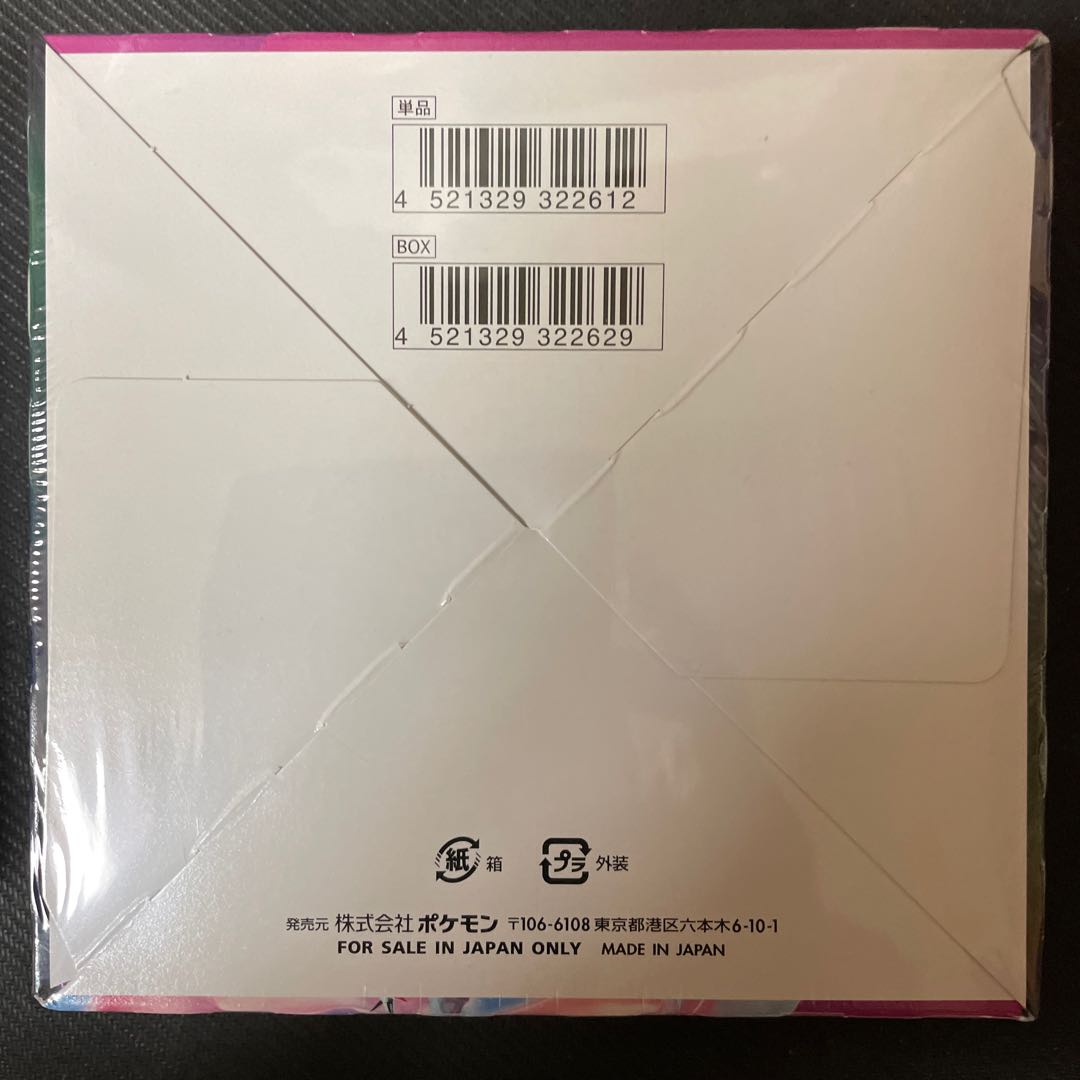 単品
4 521329 322612
BOX
4 521329 322629
紙 箱 プラ 外装
発売元 株式会社 ポケモン 〒106-6108 東京都港区六本木6-10-1
FOR SALE IN JAPAN ONLY MADE IN JAPAN